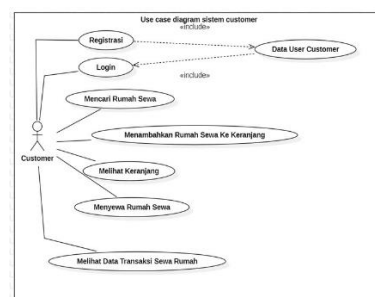 Use case diagram sistem customer
«include»
Registrasi
Data User Customer
Login
«include»
Mencari Rumah Sewa
Menambahkan Rumah Sewa Ke Keranjang
Customer
Melihat Keranjang
Menyewa Rumah Sewa
Melihat Data Transaksi Sewa Rumah